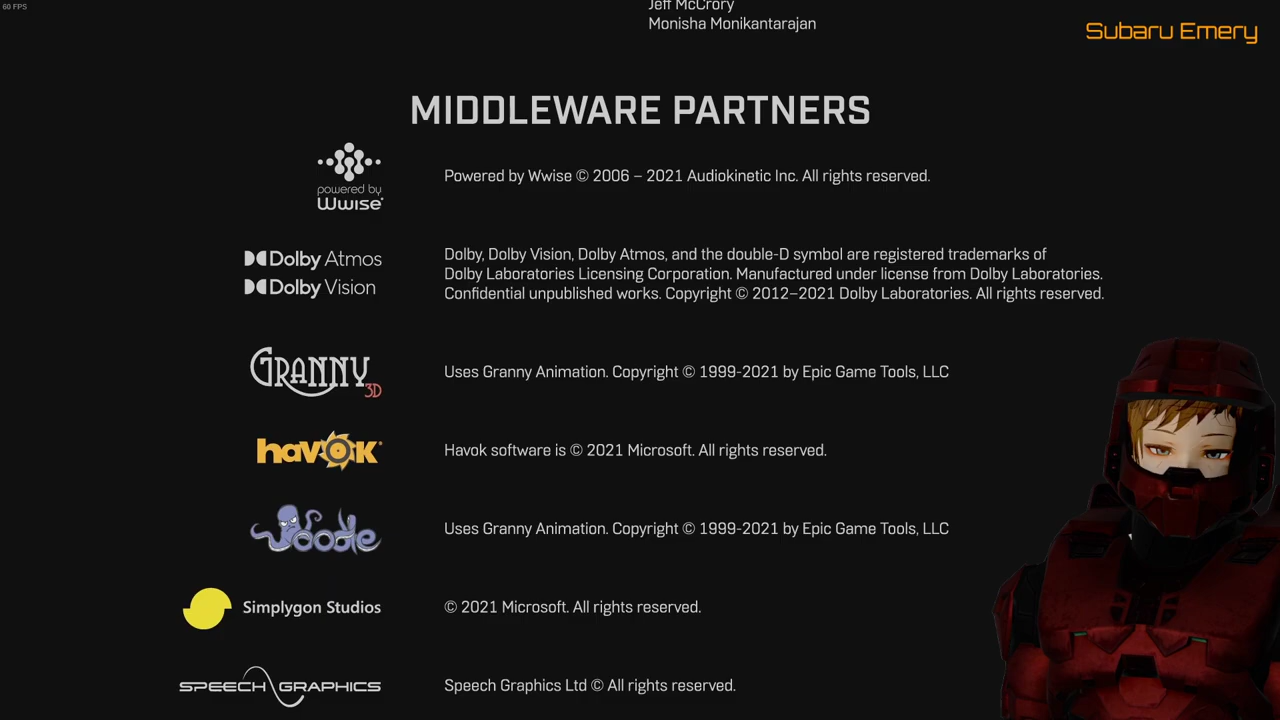 60 FPS
Jeff McCrory
Monisha Monikantarajan
Subaru Emery
MIDDLEWARE PARTNERS
powered by
Wwise
Powered by Wwise © 2006 – 2021 Audiokinetic Inc. All rights reserved.
Dolby Atmos
Dolby Vision
Dolby, Dolby Vision, Dolby Atmos, and the double-D symbol are registered trademarks of
Dolby Laboratories Licensing Corporation. Manufactured under license from Dolby Laboratories.
Confidential unpublished works. Copyright © 2012–2021 Dolby Laboratories. All rights reserved.
GRANNY 3D
Uses Granny Animation. Copyright © 1999-2021 by Epic Game Tools, LLC
havok®
Havok software is © 2021 Microsoft. All rights reserved.
Oodle
Uses Granny Animation. Copyright © 1999-2021 by Epic Game Tools, LLC
Simplygon Studios
© 2021 Microsoft. All rights reserved.
SPEECH GRAPHICS
Speech Graphics Ltd © All rights reserved.